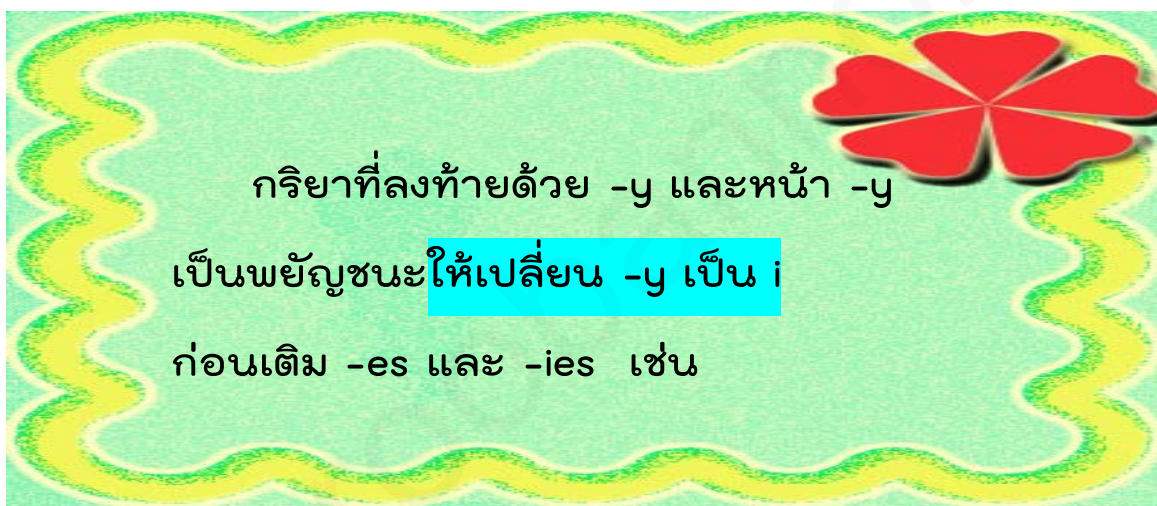 กริยาที่ลงท้ายด้วย -y และหน้า -y
เป็นพยัญชนะให้เปลี่ยน -y เป็น i
ก่อนเติม -es และ -ies เช่น